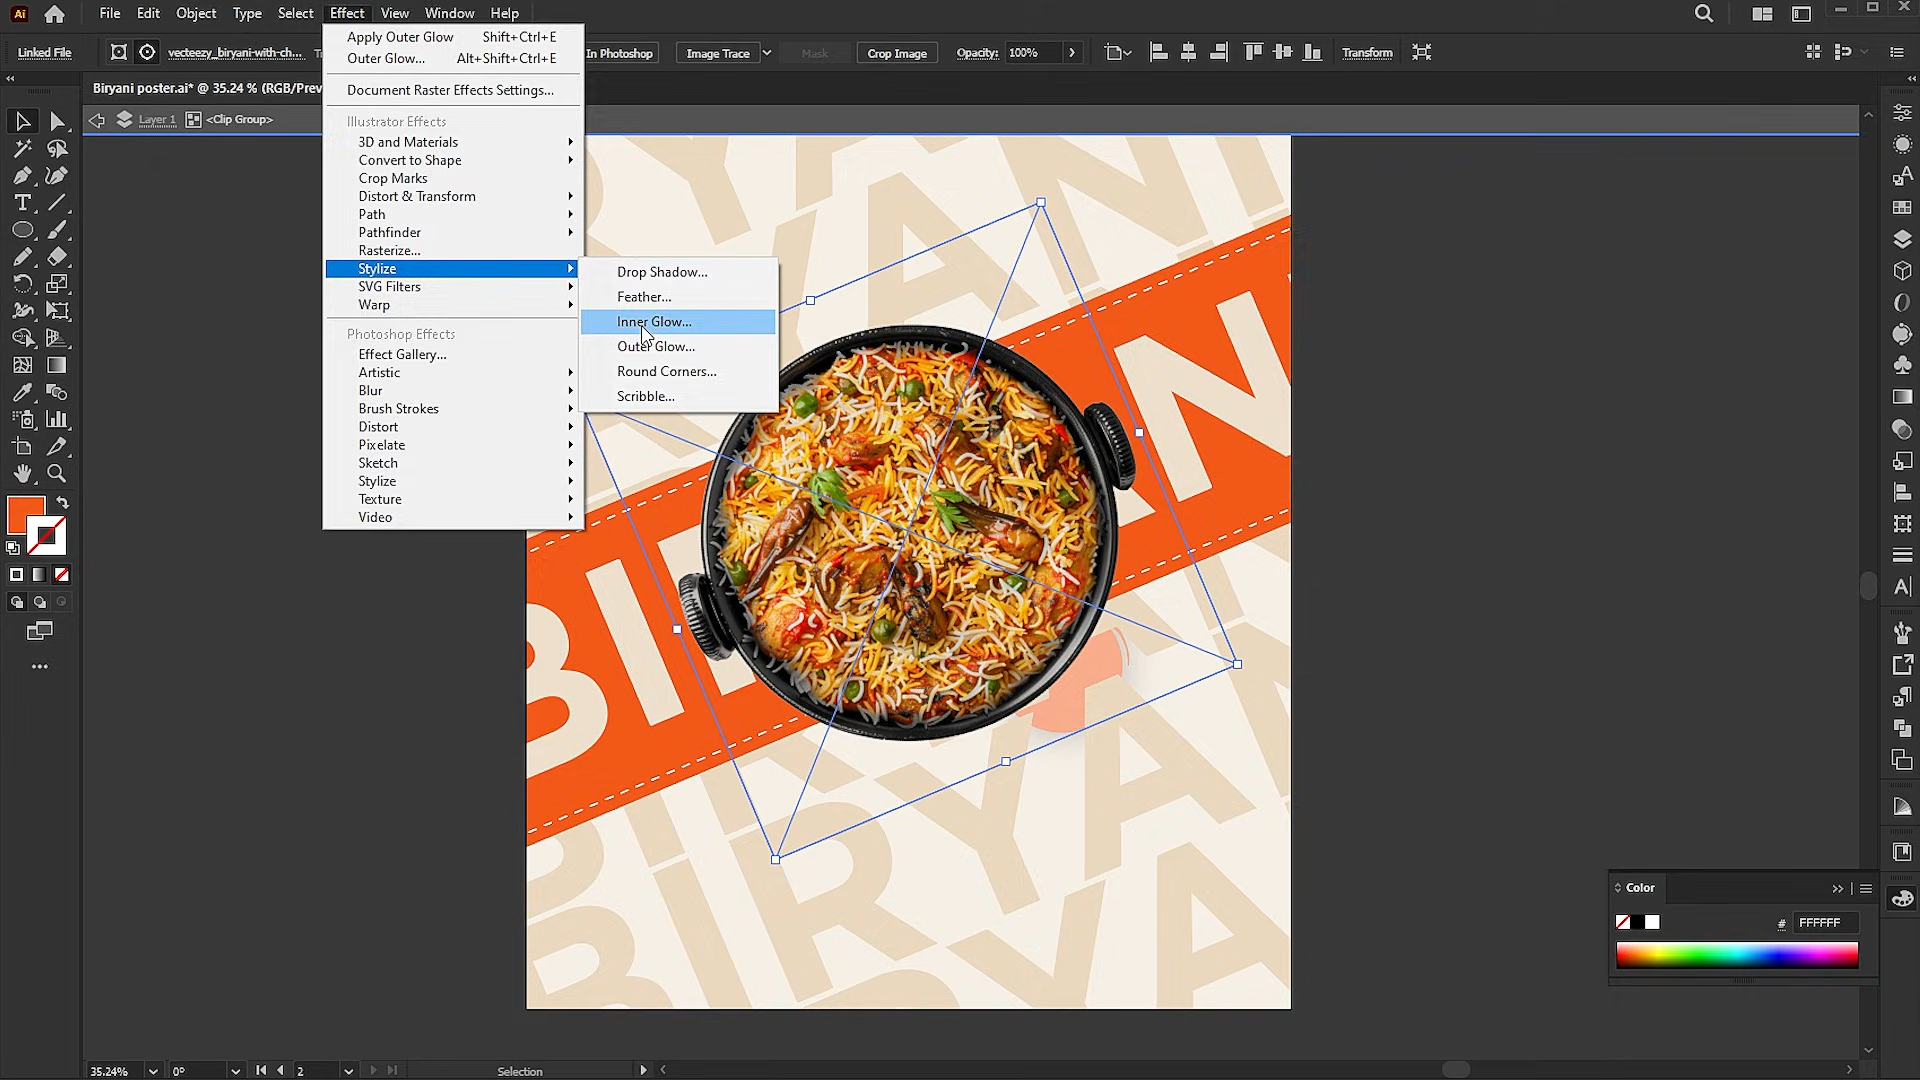 Ai File Edit Object Type Select Effect View Window Help
Linked File vecteezy_biryani-with-ch... In Photoshop Image Trace Mask Crop Image Opacity: 100% Transform
Biryani poster.ai* @ 35.24 % (RGB/Prev
Layer 1 <Clip Group>
Apply Outer Glow Shift+Ctrl+E
Outer Glow... Alt+Shift+Ctrl+E
Document Raster Effects Settings...
Illustrator Effects
3D and Materials
Convert to Shape
Crop Marks
Distort & Transform
Path
Pathfinder
Rasterize...
Stylize
SVG Filters
Warp
Photoshop Effects
Effect Gallery...
Artistic
Blur
Brush Strokes
Distort
Pixelate
Sketch
Stylize
Texture
Video
Drop Shadow...
Feather...
Inner Glow...
Outer Glow...
Round Corners...
Scribble...
BIRYANI
Color
# FFFFFF
35.24% 0° 2 Selection